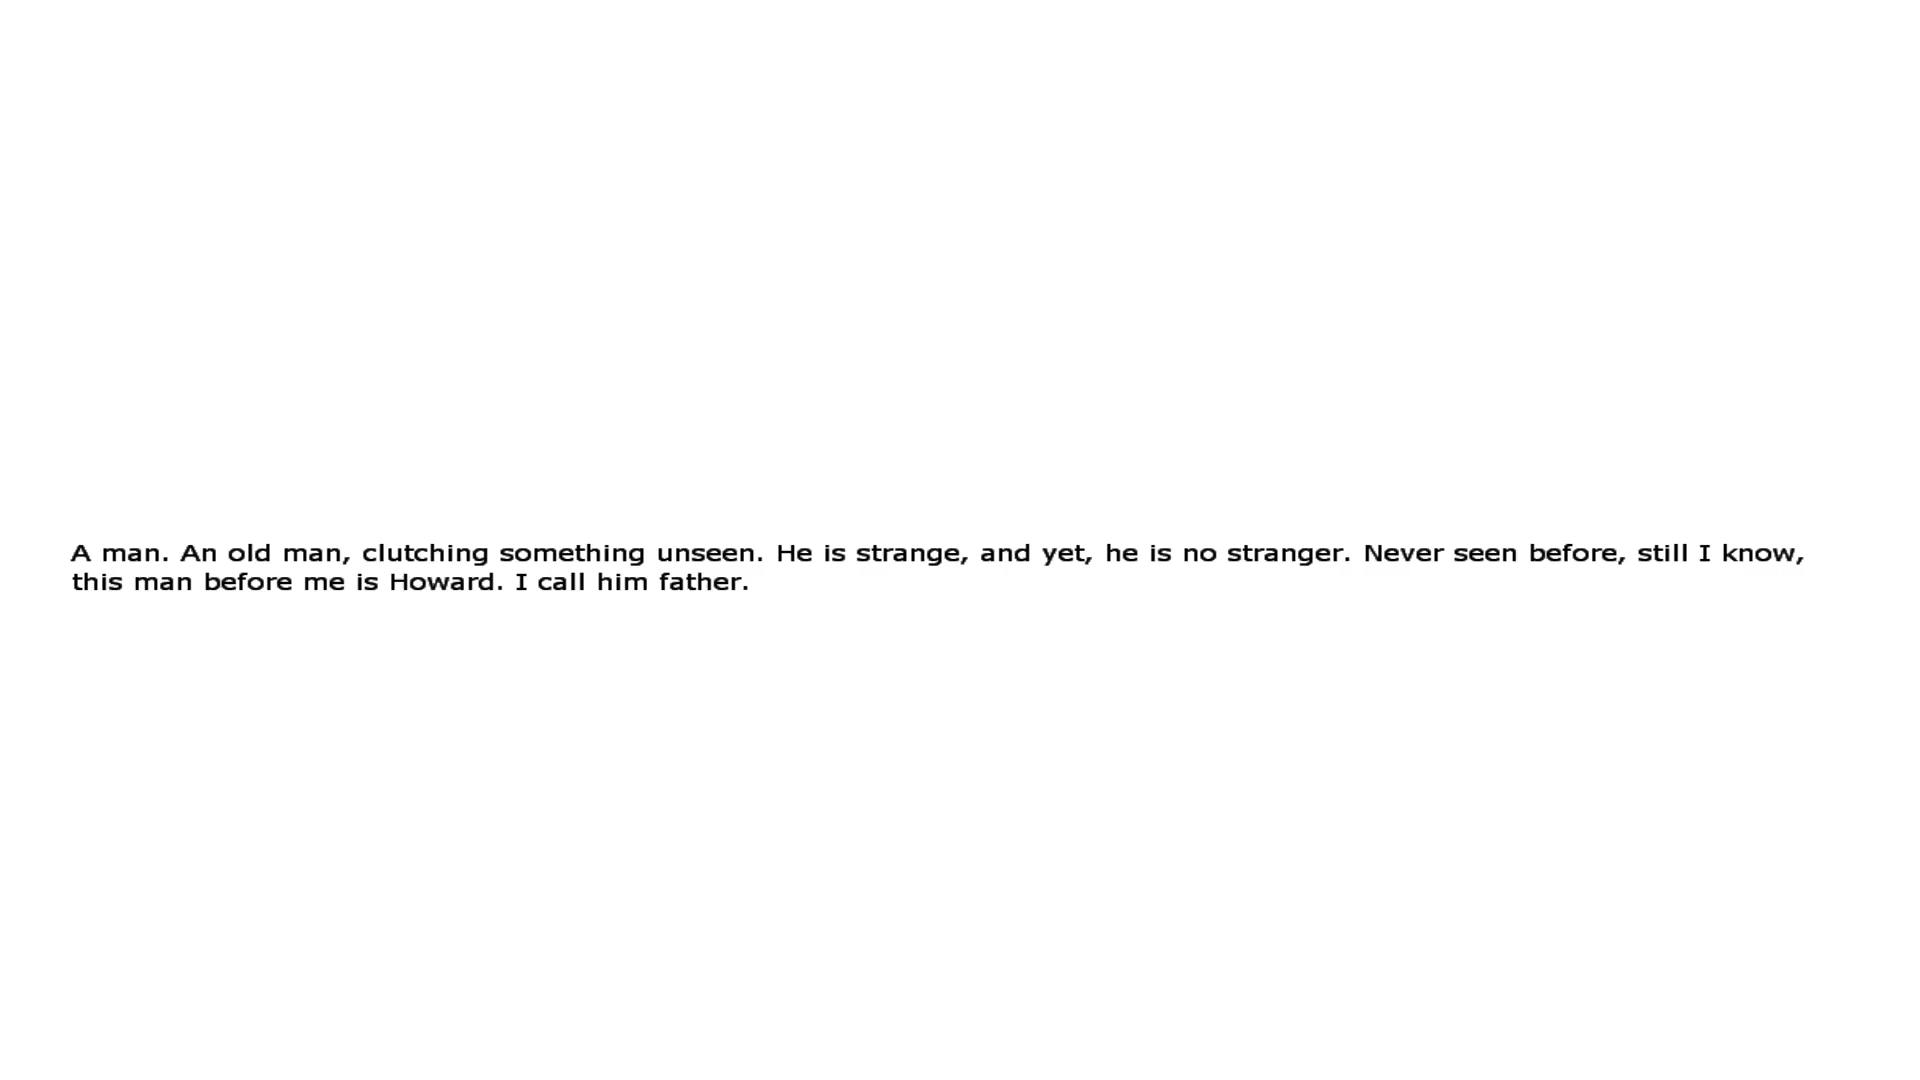 A man. An old man, clutching something unseen. He is strange, and yet, he is no stranger. Never seen before, still I know,
this man before me is Howard. I call him father.